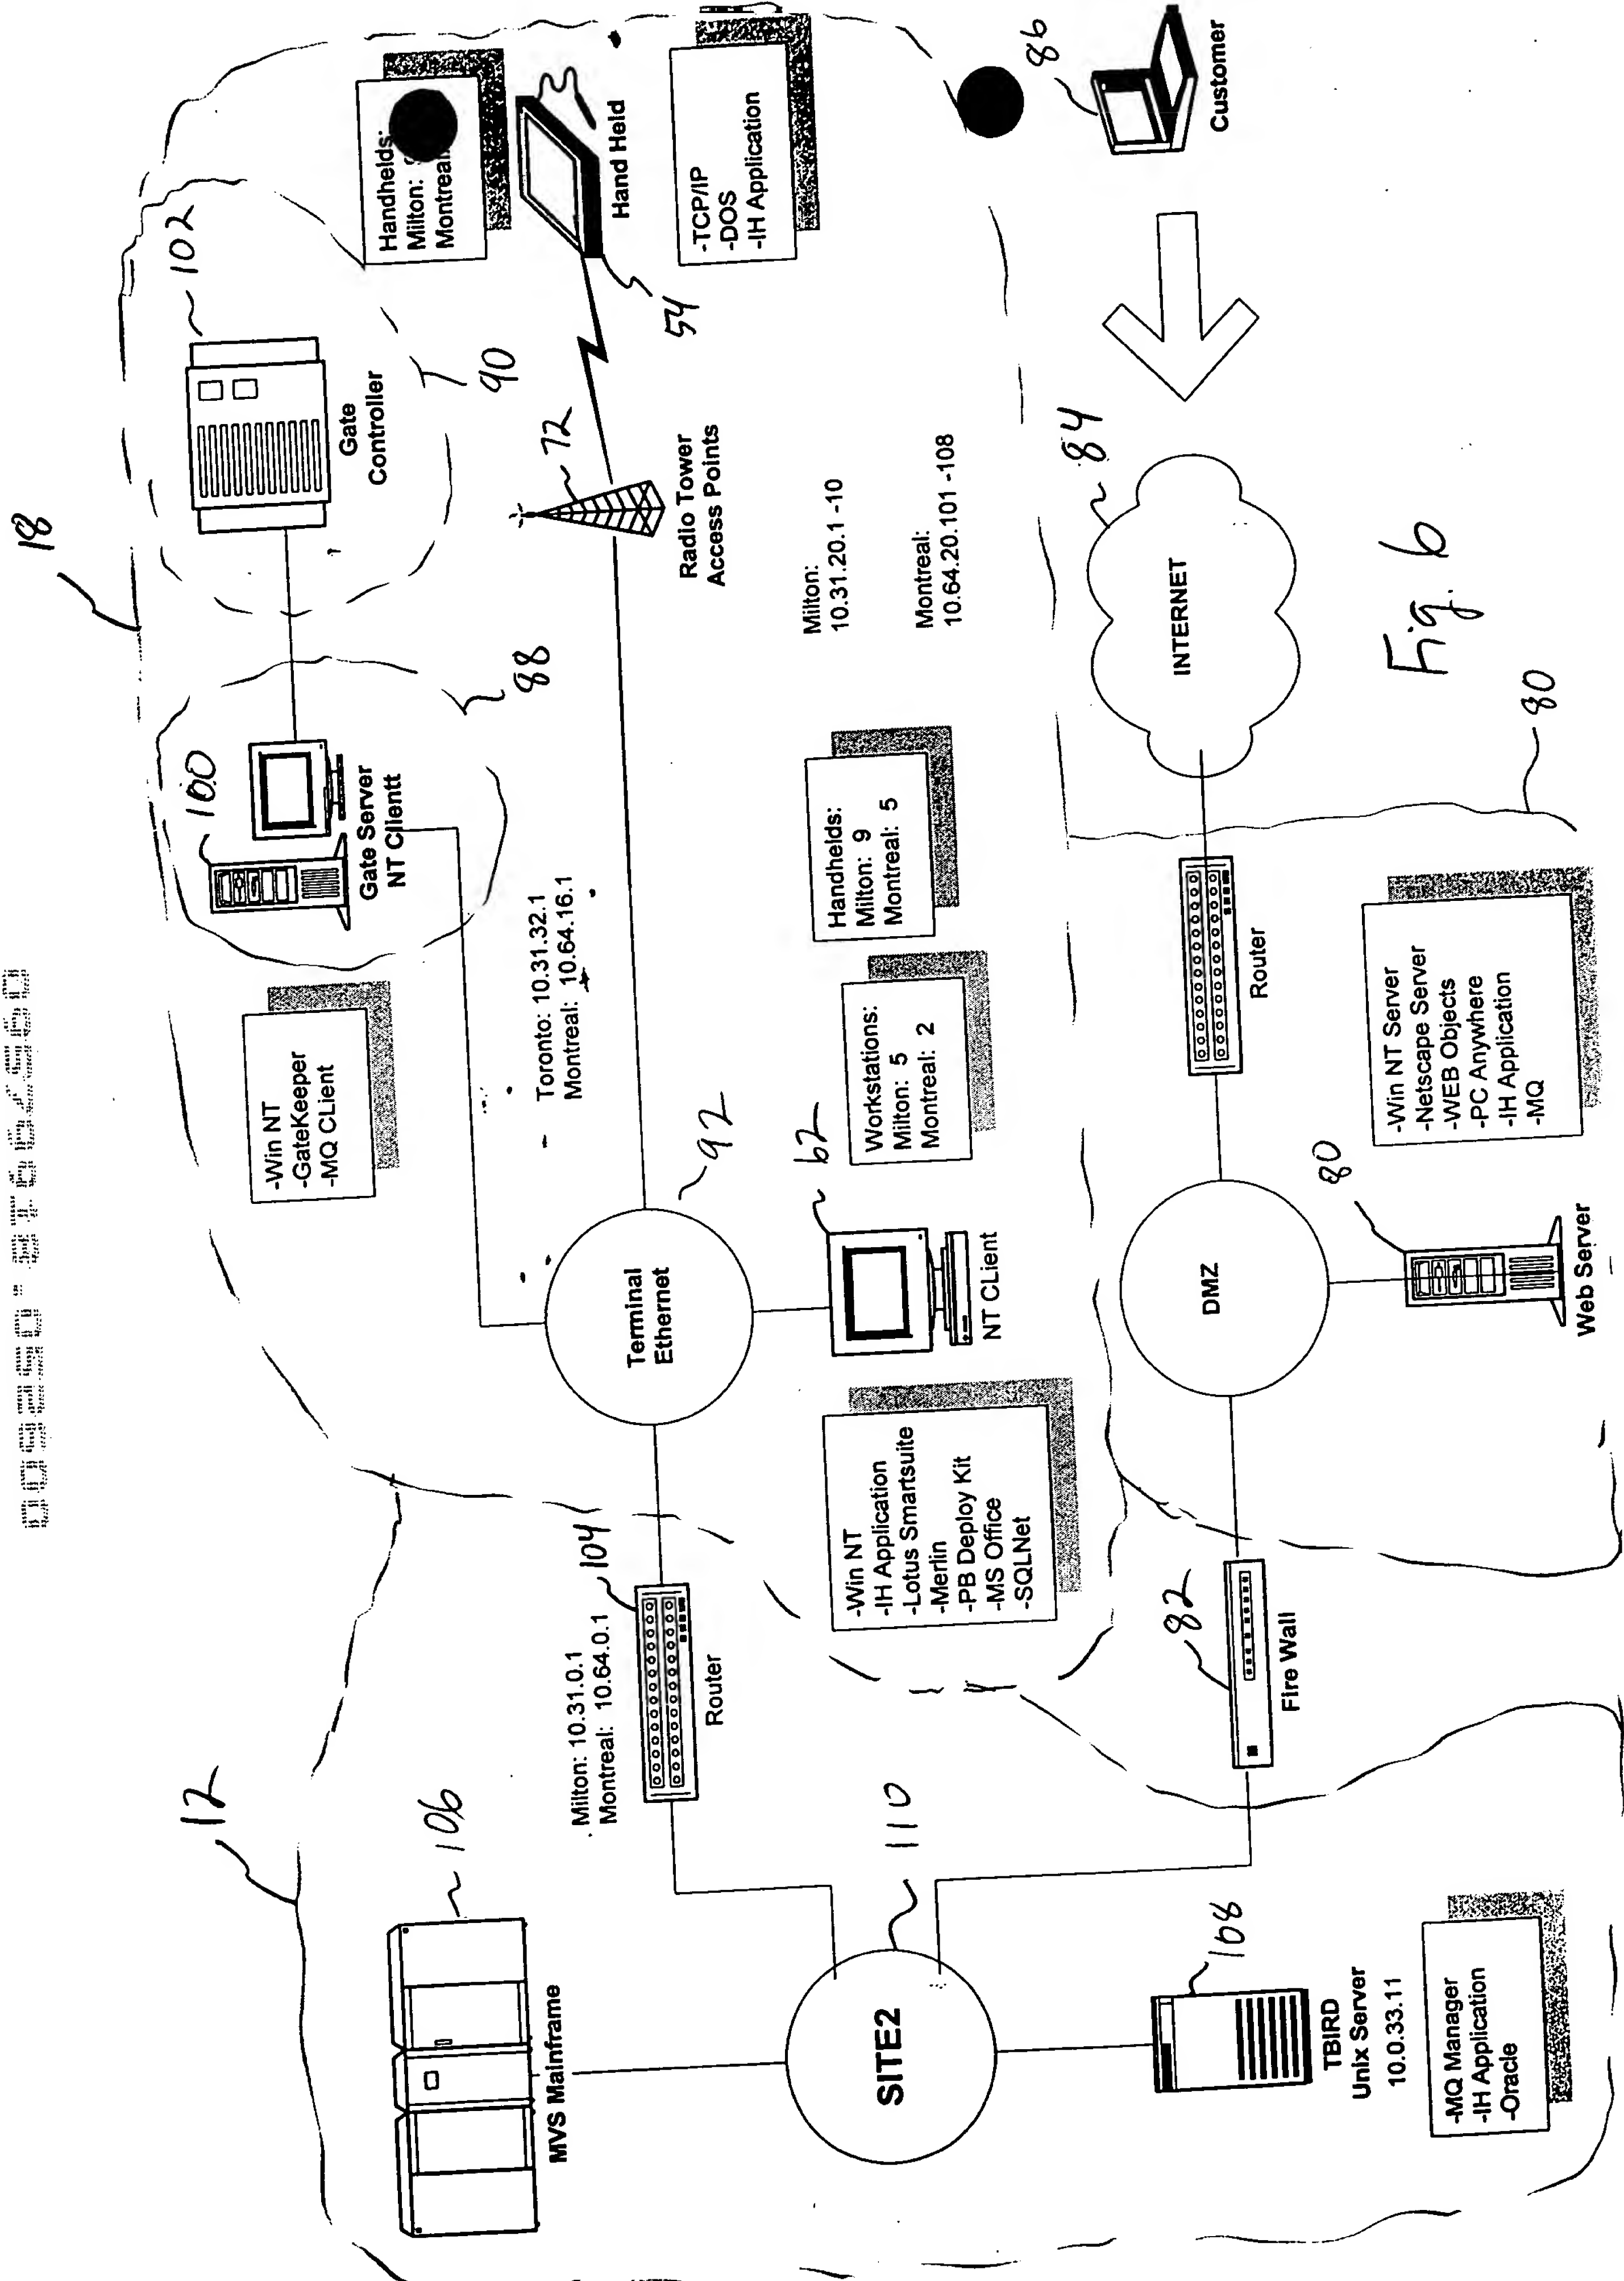 18
12
106
MVS Mainframe
-Win NT
-GateKeeper
-MQ CLient
100
Gate Server
NT Clientt
88
102
Gate
Controller
90
Handhelds:
Milton:
Montreal:
Hand Held
54
-TCP/IP
-DOS
-IH Application
72
Radio Tower
Access Points
Milton:
10.31.20.1 -10
Montreal:
10.64.20.101 -108
Toronto: 10.31.32.1
Montreal: 10.64.16.1
Milton: 10.31.0.1
Montreal: 10.64.0.1
104
Router
Terminal
Ethernet
92
62
NT CLient
-Win NT
-IH Application
-Lotus Smartsuite
-Merlin
-PB Deploy Kit
-MS Office
-SQLNet
Workstations:
Milton: 5
Montreal: 2
Handhelds:
Milton: 9
Montreal: 5
SITE2
110
108
TBIRD
Unix Server
10.0.33.11
-MQ Manager
-IH Application
-Oracle
82
Fire Wall
DMZ
80
Web Server
-Win NT Server
-Netscape Server
-WEB Objects
-PC Anywhere
-IH Application
-MQ
Router
80
INTERNET
84
86
Customer
Fig. 6